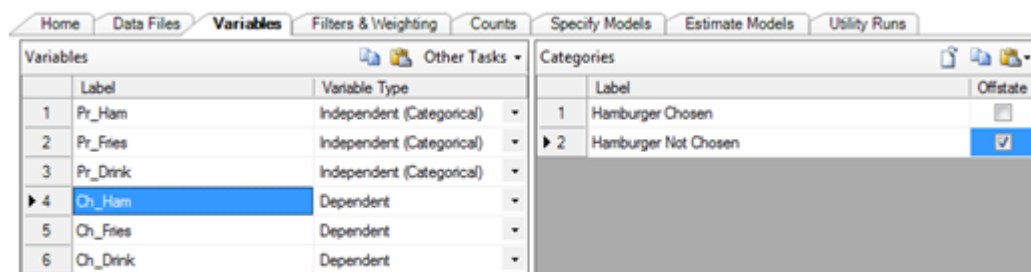 Home Data Files Variables Filters & Weighting Counts Specify Models Estimate Models Utility Runs
Variables Other Tasks Categories
Label Variable Type Label Offstate
1 Pr_Ham Independent (Categorical) 1 Hamburger Chosen
2 Pr_Fries Independent (Categorical) 2 Hamburger Not Chosen
3 Pr_Drink Independent (Categorical)
4 Ch_Ham Dependent
5 Ch_Fries Dependent
6 Ch_Drink Dependent